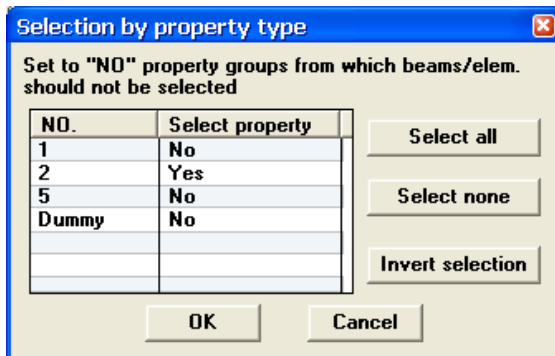 Selection by property type
Set to "NO" property groups from which beams/elem.
should not be selected
NO. Select property
1 No
2 Yes
5 No
Dummy No
Select all
Select none
Invert selection
OK Cancel